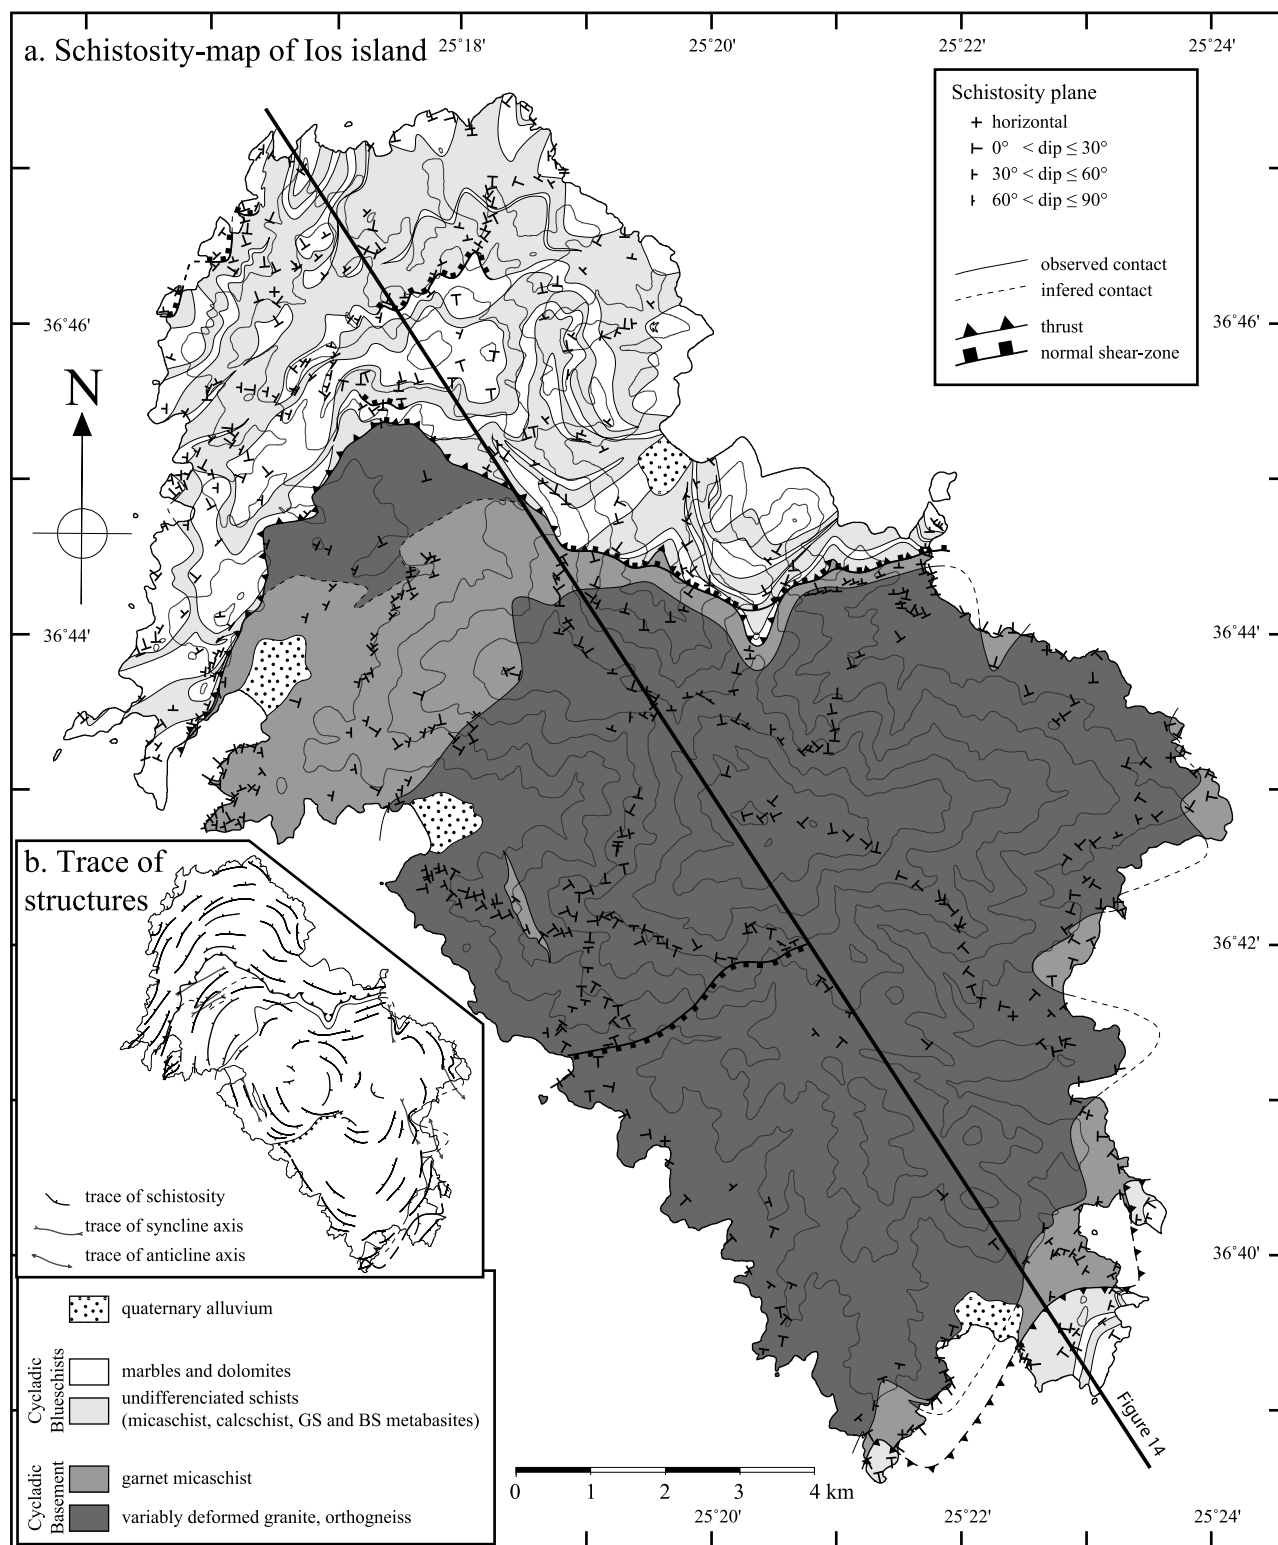 25°18'
25°20'
25°22'
25°24'
a. Schistosity-map of Ios island
Schistosity plane
horizontal
0° < dip ≤ 30°
30° < dip ≤ 60°
60° < dip ≤ 90°
observed contact
infered contact
thrust
normal shear-zone
36°46'
36°46'
N
36°44'
36°44'
b. Trace of
structures
36°42'
trace of schistosity
trace of syncline axis
trace of anticline axis
36°40'
quaternary alluvium
Cycladic
Blueschists
marbles and dolomites
undifferenciated schists
(micaschist, calcschist, GS and BS metabasites)
Cycladic
Basement
garnet micaschist
variably deformed granite, orthogneiss
Figure 14
0 1 2 3 4 km
25°20'
25°22'
25°24'